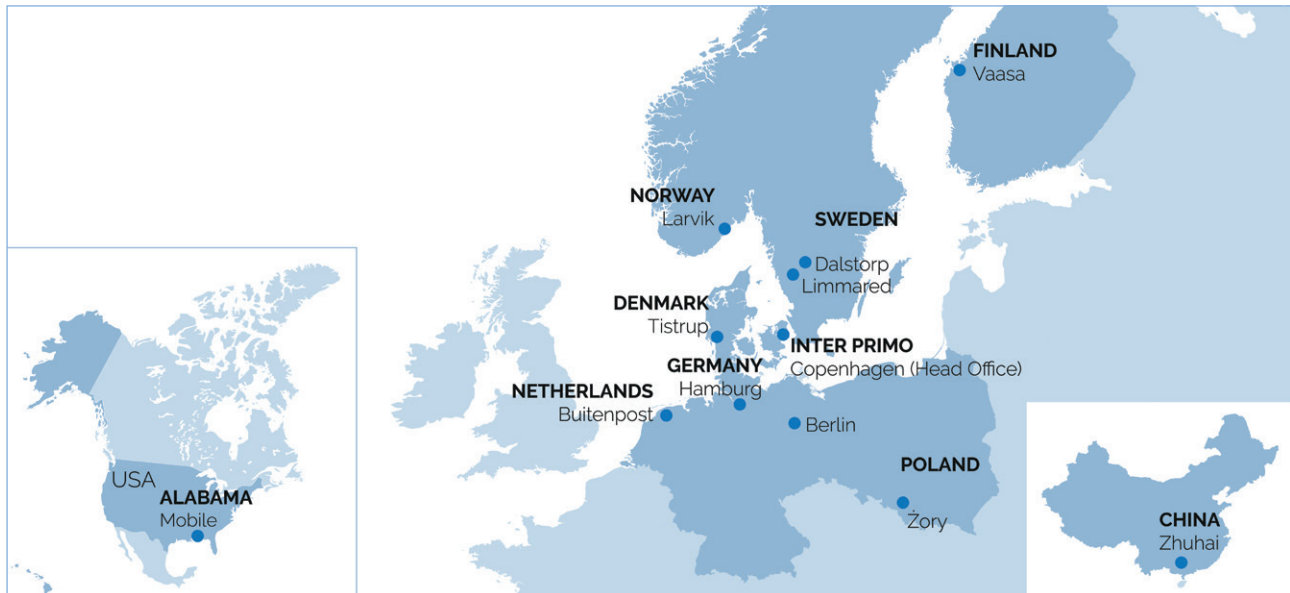 FINLAND
Vaasa
NORWAY
Larvik
SWEDEN
Dalstorp
Limmared
DENMARK
Tistrup
INTER PRIMO
Copenhagen (Head Office)
GERMANY
Hamburg
NETHERLANDS
Buitenpost
Berlin
POLAND
Żory
USA
ALABAMA
Mobile
CHINA
Zhuhai